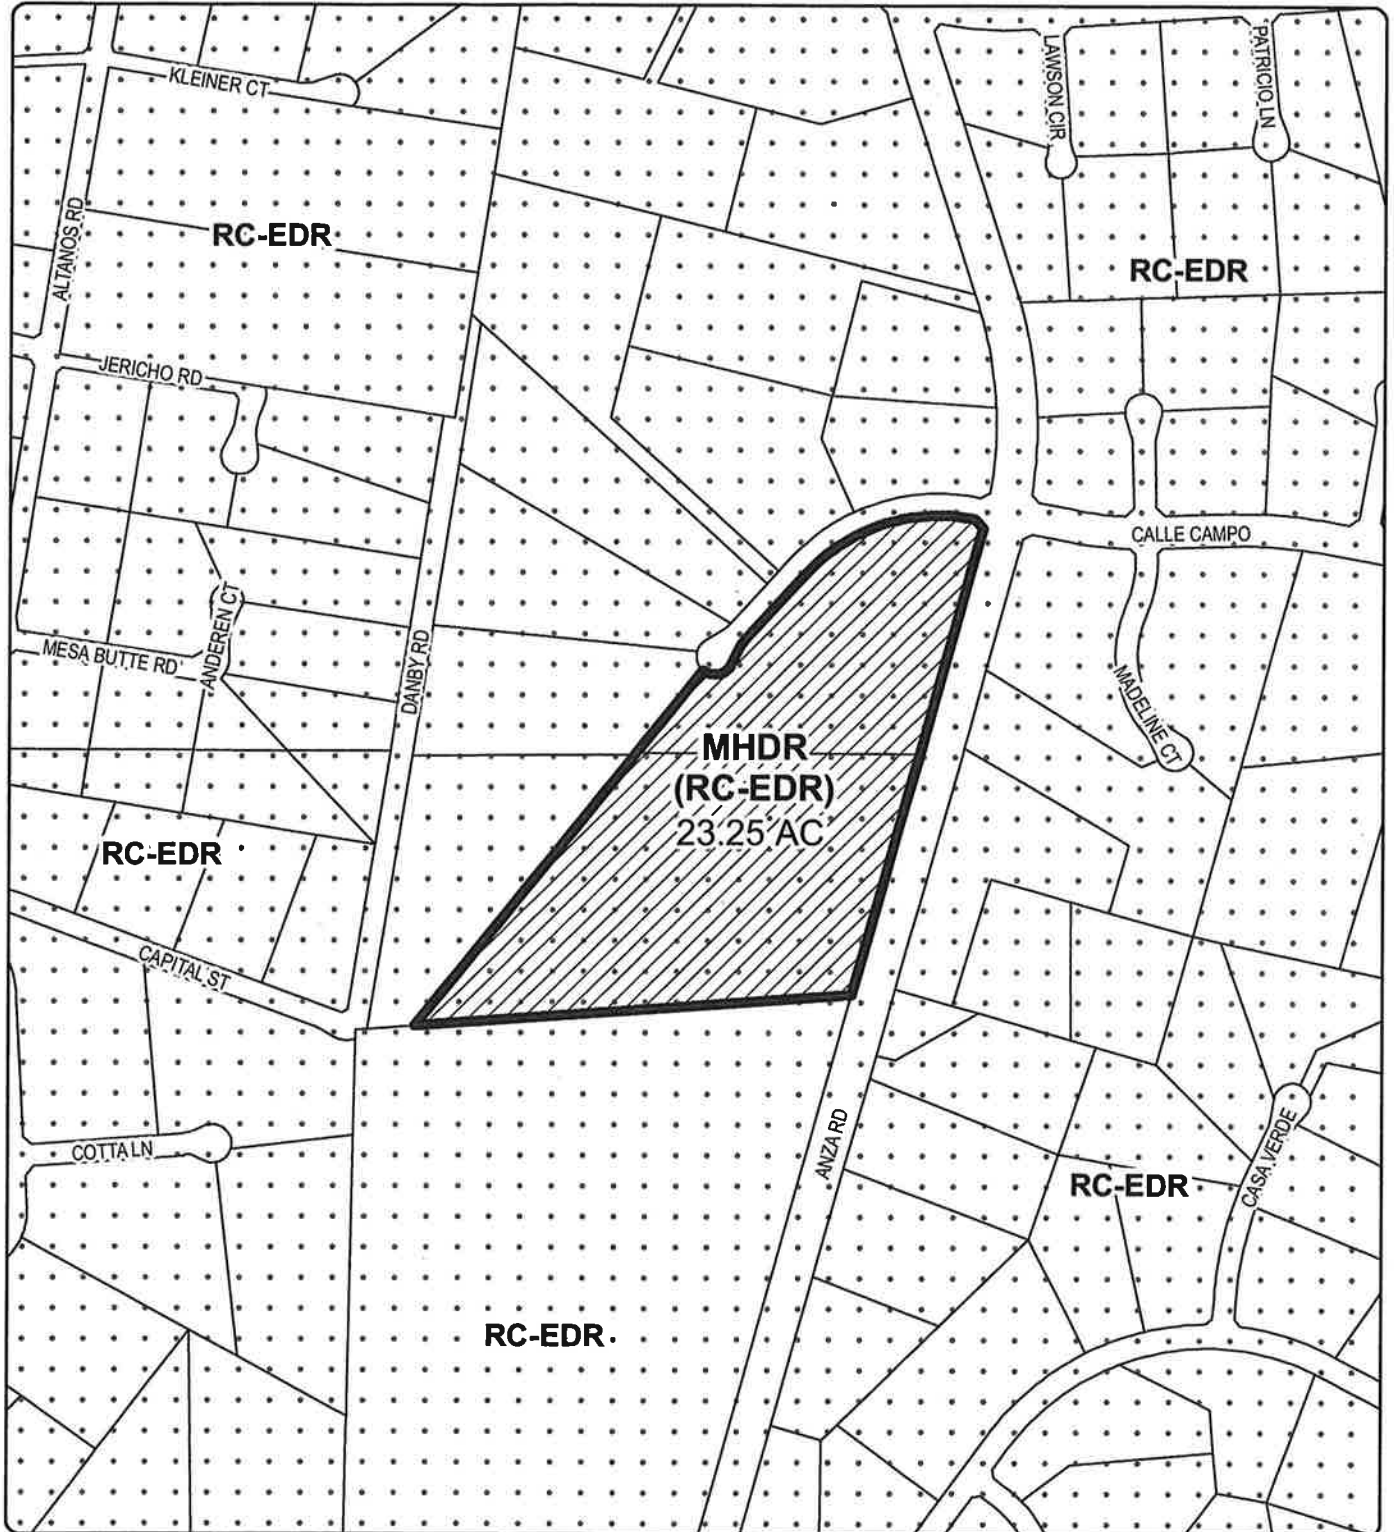 KLEINER CT
LAWSON CIR
PATRICIO LN
ALTANOS RD
RC-EDR
RC-EDR
JERICHO RD
CALLE CAMPO
ANDEREN CT
MESA BUTTE RD
DANBY RD
MADELINE CT
MHDR
(RC-EDR)
23.25 AC
RC-EDR
CAPITAL ST
ANZA RD
COTTA LN
CASA VERDE
RC-EDR
RC-EDR